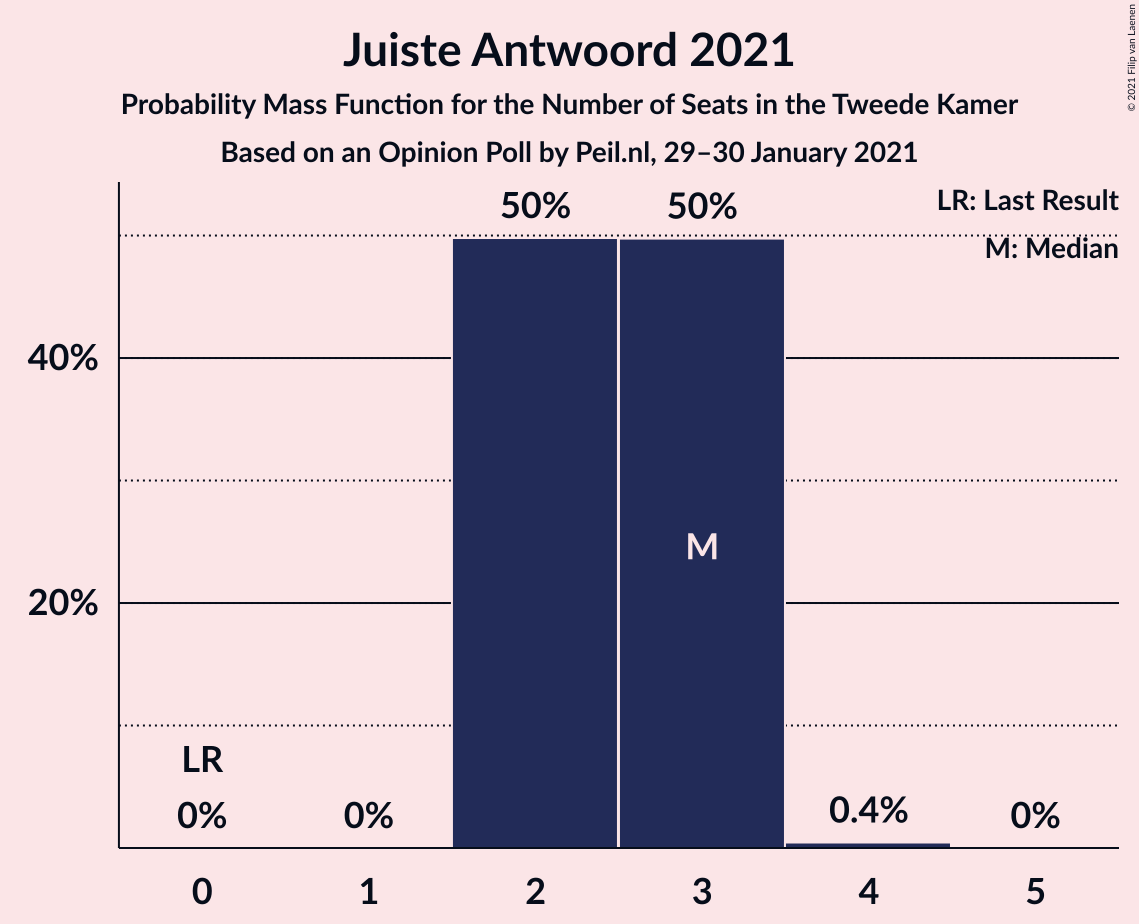 Juiste Antwoord 2021
Probability Mass Function for the Number of Seats in the Tweede Kamer
Based on an Opinion Poll by Peil.nl, 29–30 January 2021
© 2021 Filip van Laenen
LR: Last Result
M: Median
50%
50%
40%
20%
M
LR
0%
0%
0.4%
0%
0
1
2
3
4
5